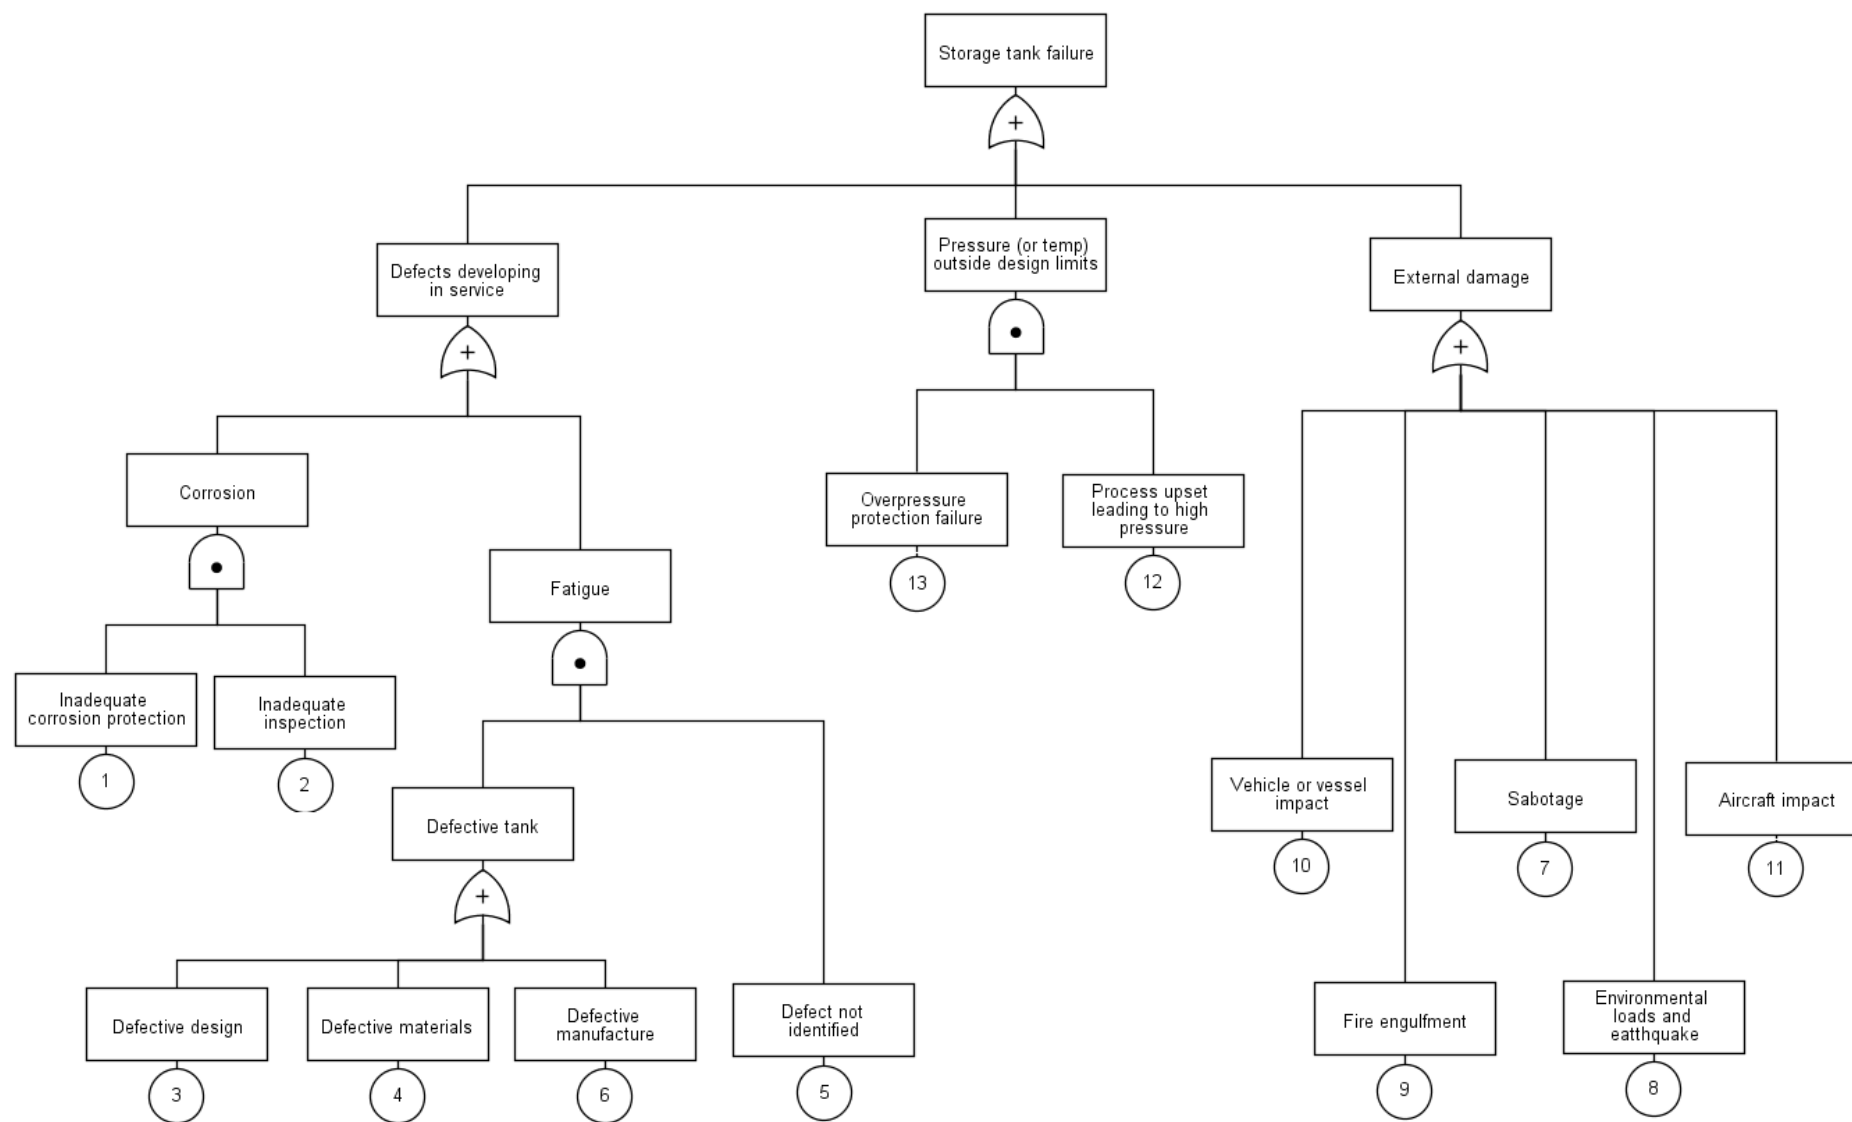 Storage tank failure
+
Defects developing
in service
+
Pressure (or temp)
outside design limits
External damage
+
Corrosion
Fatigue
Overpressure
protection failure
13
Process upset
leading to high
pressure
12
Inadequate
corrosion protection
1
Inadequate
inspection
2
Defective tank
+
Vehicle or vessel
impact
10
Sabotage
7
Aircraft impact
11
Defective design
3
Defective materials
4
Defective
manufacture
6
Defect not
identified
5
Fire engulfment
9
Environmental
loads and
eatthquake
8